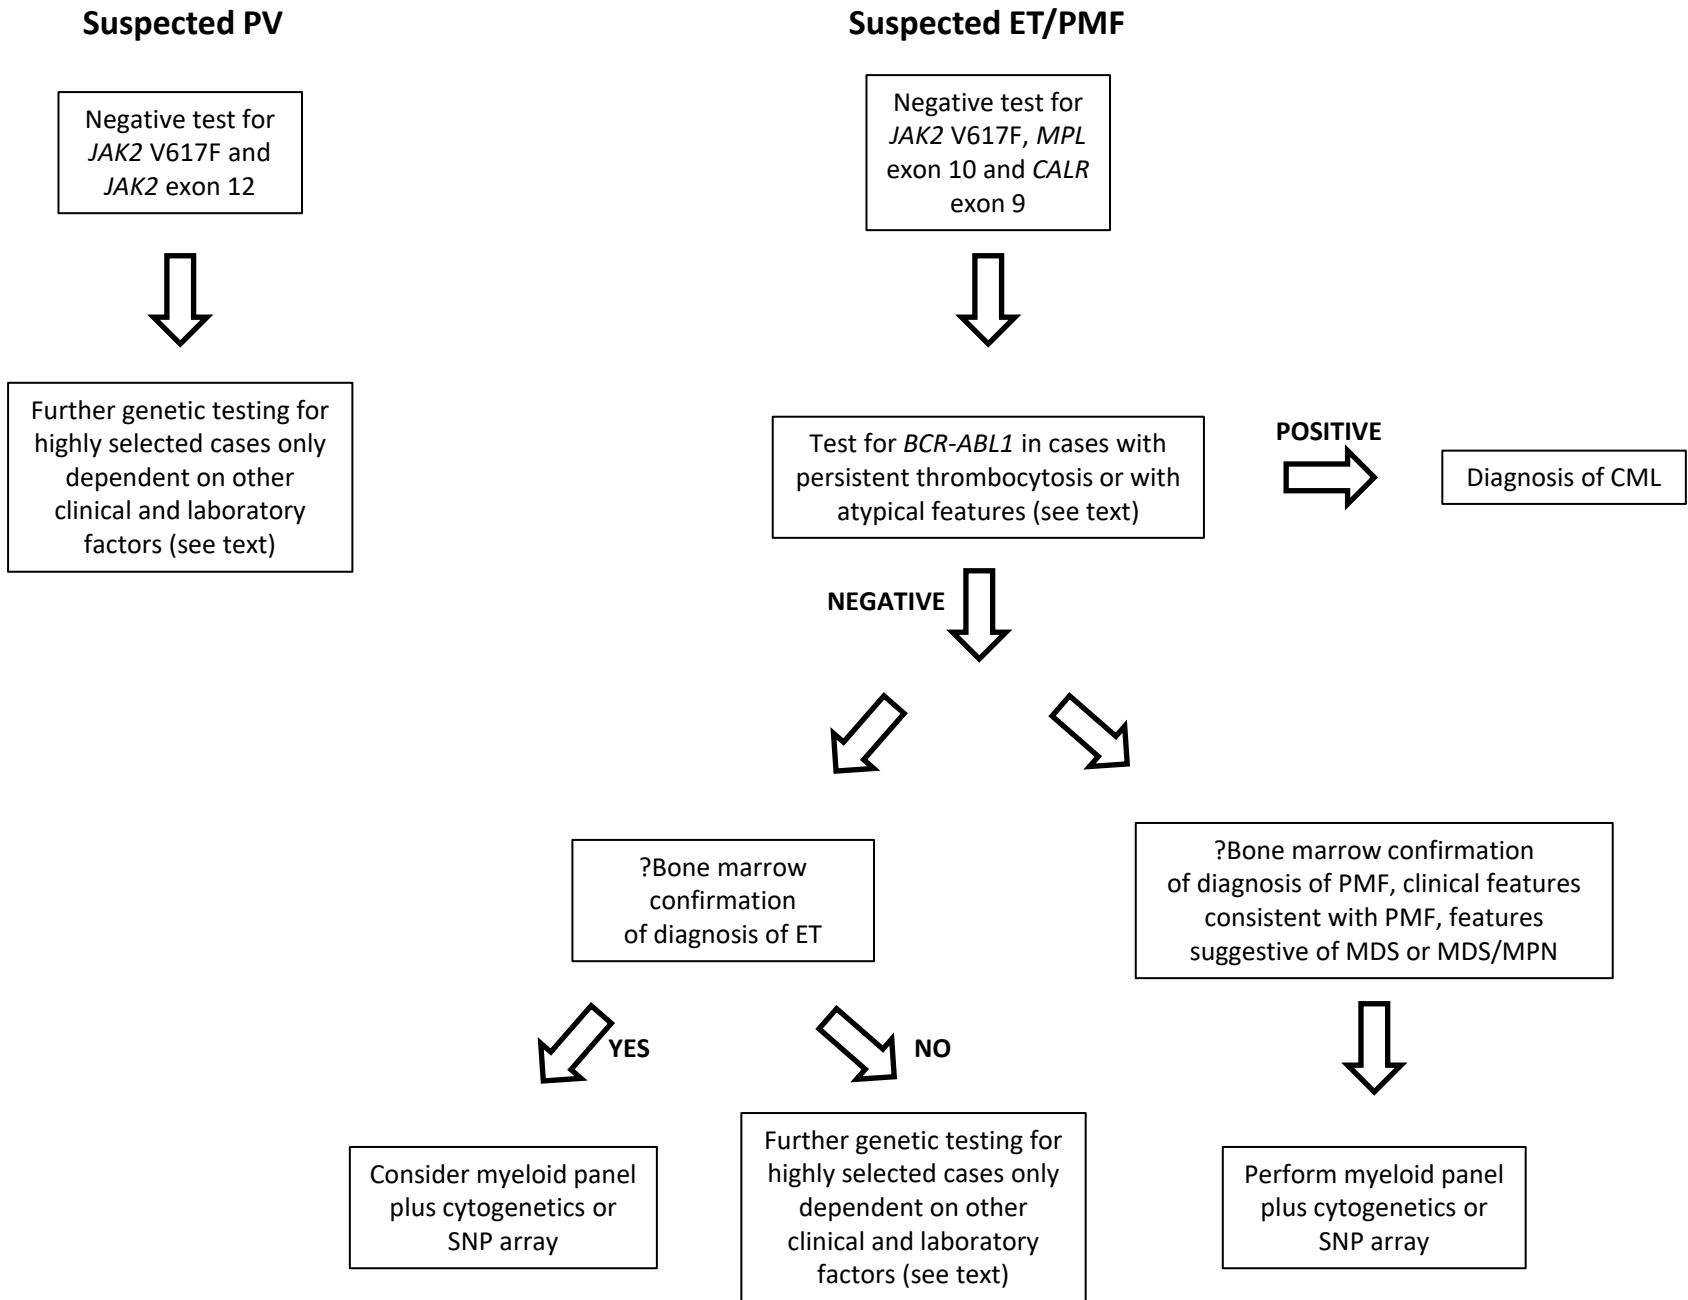 Suspected PV
Suspected ET/PMF
Negative test for
JAK2 V617F and
JAK2 exon 12
Negative test for
JAK2 V617F, MPL
exon 10 and CALR
exon 9
Further genetic testing for
highly selected cases only
dependent on other
clinical and laboratory
factors (see text)
Test for BCR-ABL1 in cases with
persistent thrombocytosis or with
atypical features (see text)
POSITIVE
Diagnosis of CML
NEGATIVE
?Bone marrow
confirmation
of diagnosis of ET
?Bone marrow confirmation
of diagnosis of PMF, clinical features
consistent with PMF, features
suggestive of MDS or MDS/MPN
YES
NO
Consider myeloid panel
plus cytogenetics or
SNP array
Further genetic testing for
highly selected cases only
dependent on other
clinical and laboratory
factors (see text)
Perform myeloid panel
plus cytogenetics or
SNP array